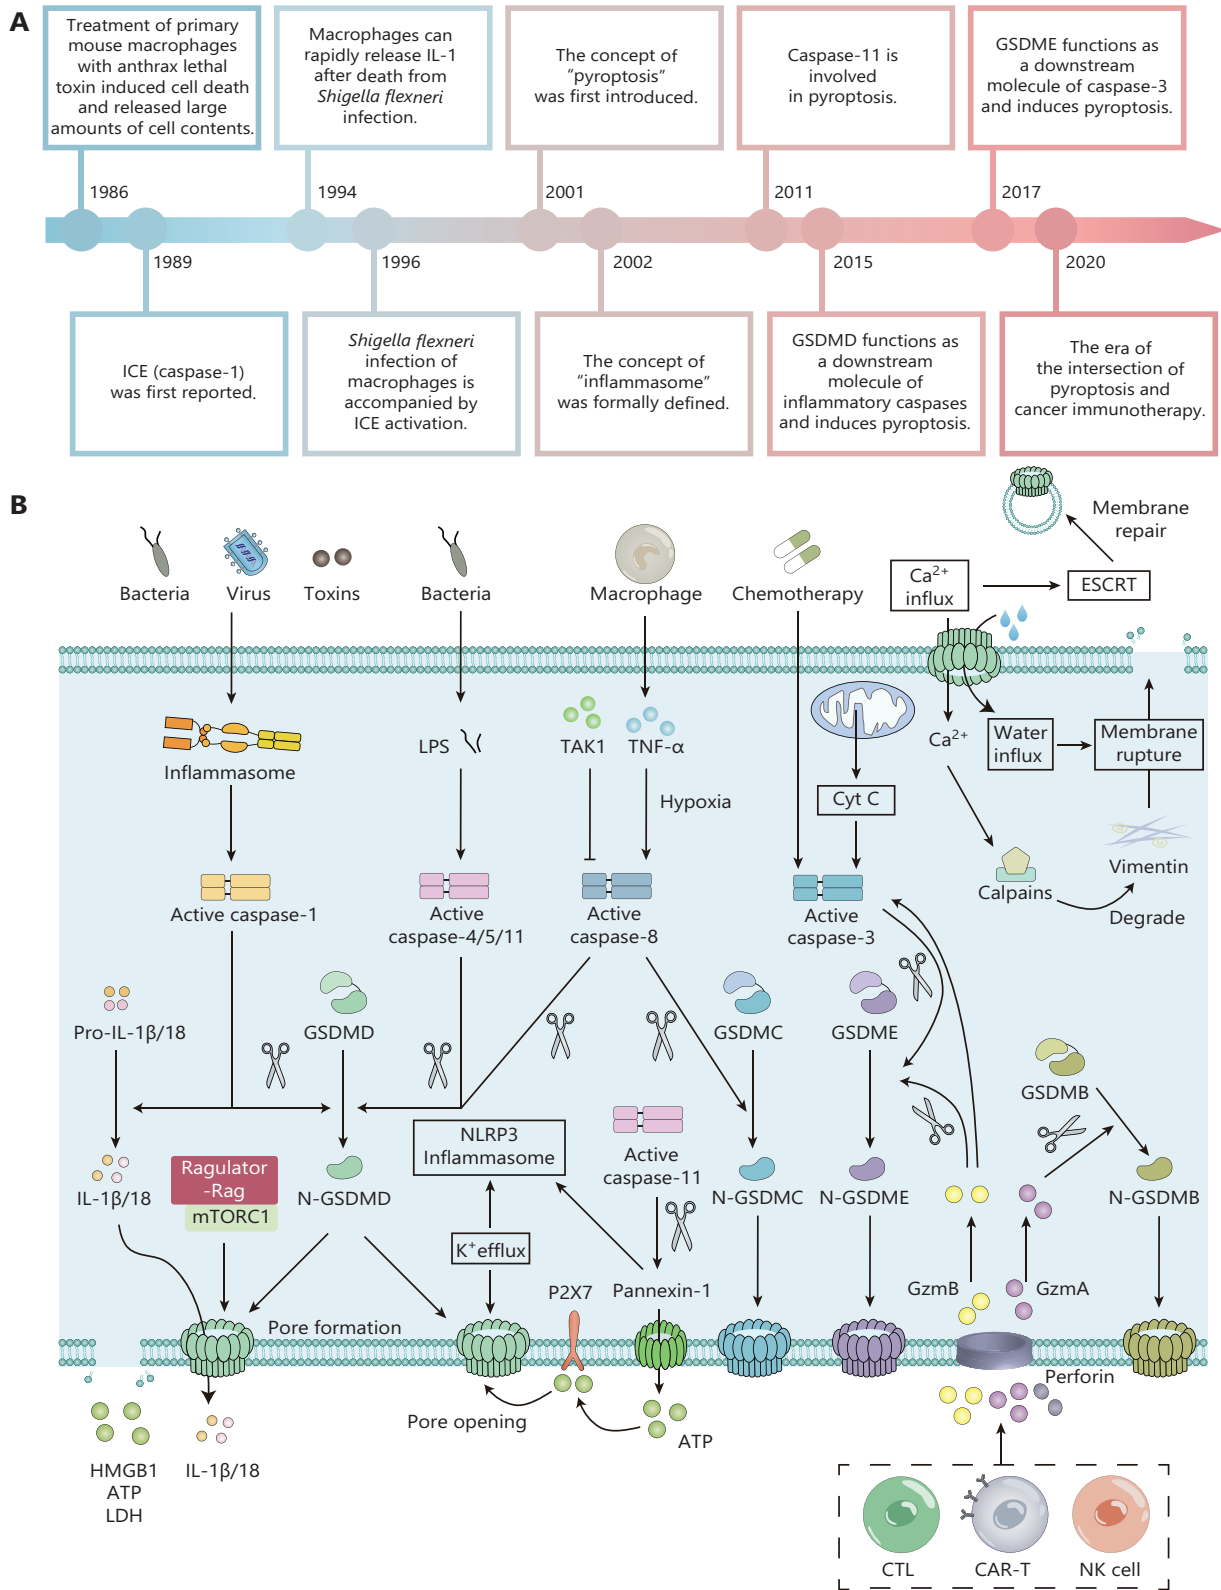 A
Treatment of primary
mouse macrophages
with anthrax lethal
toxin induced cell death
and released large
amounts of cell contents.
Macrophages can
rapidly release IL-1
after death from
Shigella flexneri
infection.
The concept of
“pyroptosis”
was first introduced.
Caspase-11 is
involved
in pyroptosis.
GSDME functions as
a downstream
molecule of caspase-3
and induces pyroptosis.
1986
1994
2001
2011
2017
1989
1996
2002
2015
2020
ICE (caspase-1)
was first reported.
Shigella flexneri
infection of
macrophages is
accompanied by
ICE activation.
The concept of
“inflammasome”
was formally defined.
GSDMD functions as
a downstream
molecule of
inflammatory caspases
and induces pyroptosis.
The era of
the intersection of
pyroptosis and
cancer immunotherapy.
B
Bacteria
Virus
Toxins
Bacteria
Macrophage
Chemotherapy
Ca2+
influx
ESCRT
Membrane
repair
Inflammasome
LPS
TAK1
TNF-α
Hypoxia
Cyt C
Ca2+
Water
influx
Membrane
rupture
Vimentin
Calpains
Degrade
Active caspase-1
Active
caspase-4/5/11
Active
caspase-8
Active
caspase-3
Pro-IL-1β/18
GSDMD
GSDMC
GSDME
GSDMB
NLRP3
Inflammasome
Active
caspase-11
IL-1β/18
Ragulator
-Rag
mTORC1
N-GSDMD
N-GSDMC
N-GSDME
N-GSDMB
K+efflux
P2X7
Pannexin-1
GzmB
GzmA
Pore formation
Perforin
Pore opening
ATP
HMGB1
ATP
LDH
IL-1β/18
CTL
CAR-T
NK cell